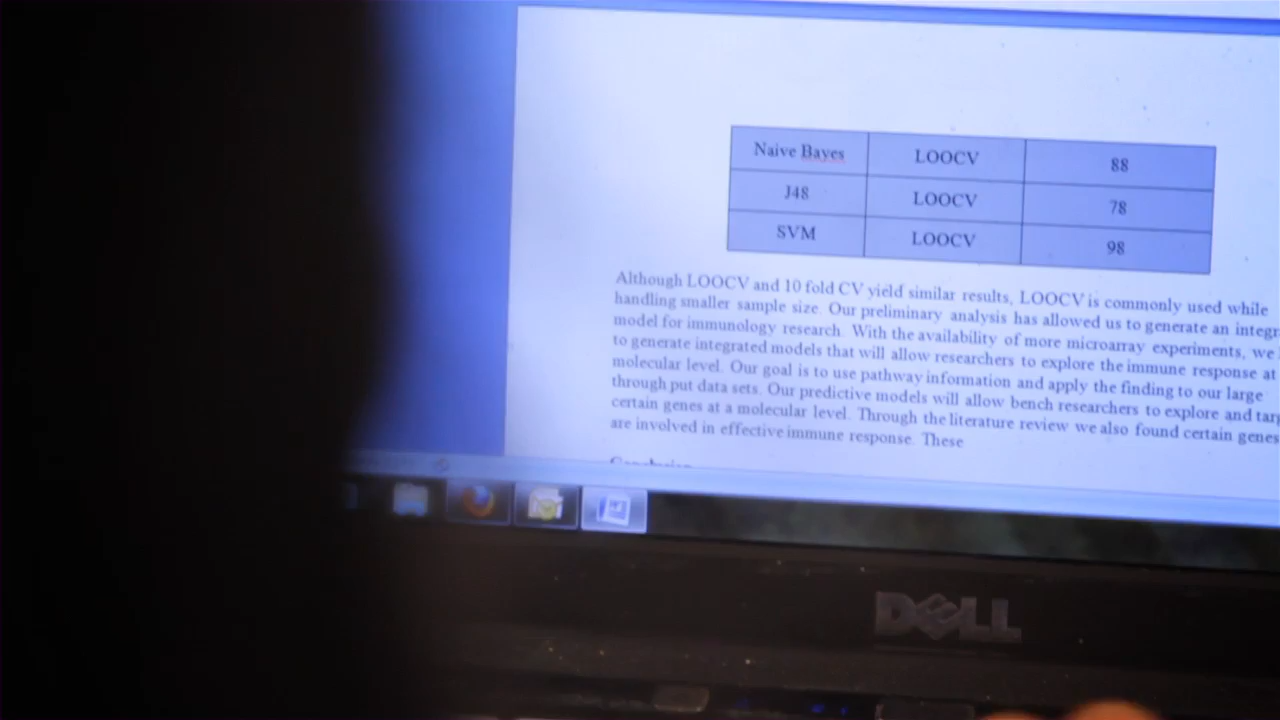 Naive Bayes LOOCV 88
J48 LOOCV 78
SVM LOOCV 98
Although LOOCV and 10 fold CV yield similar results, LOOCV is commonly used while
handling smaller sample size. Our preliminary analysis has allowed us to generate an integr
model for immunology research. With the availability of more microarray experiments, we
to generate integrated models that will allow researchers to explore the immune response at
molecular level. Our goal is to use pathway information and apply the finding to our large
through put data sets. Our predictive models will allow bench researchers to explore and tar
certain genes at a molecular level. Through the literature review we also found certain genes
are involved in effective immune response. These
DELL